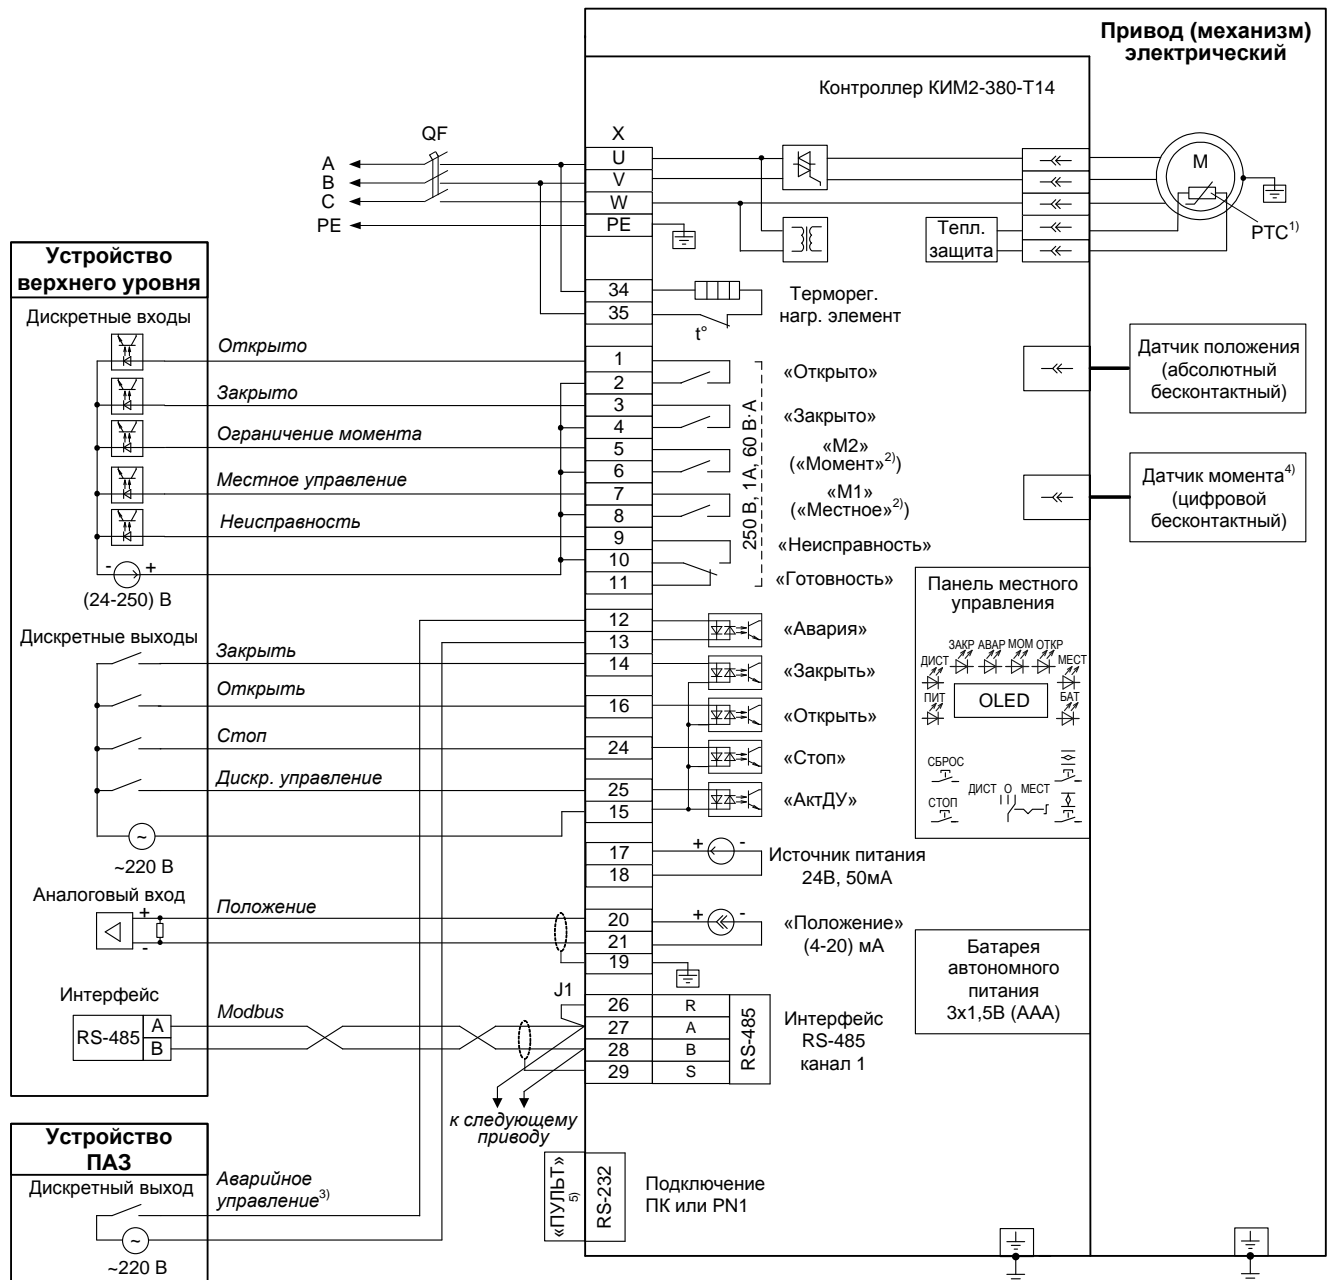 Привод (механизм)
электрический
Контроллер КИМ2-380-Т14
QF
X
A
B
C
PE
U
V
W
PE
M
PTC1)
Тепл.
защита
Устройство
верхнего уровня
Дискретные входы
Открыто
Закрыто
Ограничение момента
Местное управление
Неисправность
- +
(24-250) В
34
35
t°
Терморег.
нагр. элемент
1
2
3
4
5
6
7
8
9
10
11
250 В, 1А, 60 В·А
«Открыто»
«Закрыто»
«М2»
(«Момент»2))
«М1»
(«Местное»2))
«Неисправность»
«Готовность»
Датчик положения
(абсолютный
бесконтактный)
Датчик момента4)
(цифровой
бесконтактный)
Дискретные выходы
Закрыть
Открыть
Стоп
Дискр. управление
~
~220 В
12
13
14
16
24
25
15
«Авария»
«Закрыть»
«Открыть»
«Стоп»
«АктДУ»
Панель местного
управления
ЗАКР АВАР МОМ ОТКР
ДИСТ
МЕСТ
ПИТ
OLED
БАТ
СБРОС
СТОП
ДИСТ О МЕСТ
17
18
+ -
Источник питания
24В, 50мА
Аналоговый вход
+
-
Положение
20
21
19
+ -
«Положение»
(4-20) мА
Батарея
автономного
питания
3х1,5В (ААА)
Интерфейс
RS-485
A
B
Modbus
J1
26 R
27 A
28 B
29 S
RS-485
Интерфейс
RS-485
канал 1
к следующему
приводу
Устройство
ПАЗ
Дискретный выход
Аварийное
управление3)
~
~220 В
«ПУЛЬТ»
5)
RS-232
Подключение
ПК или PN1